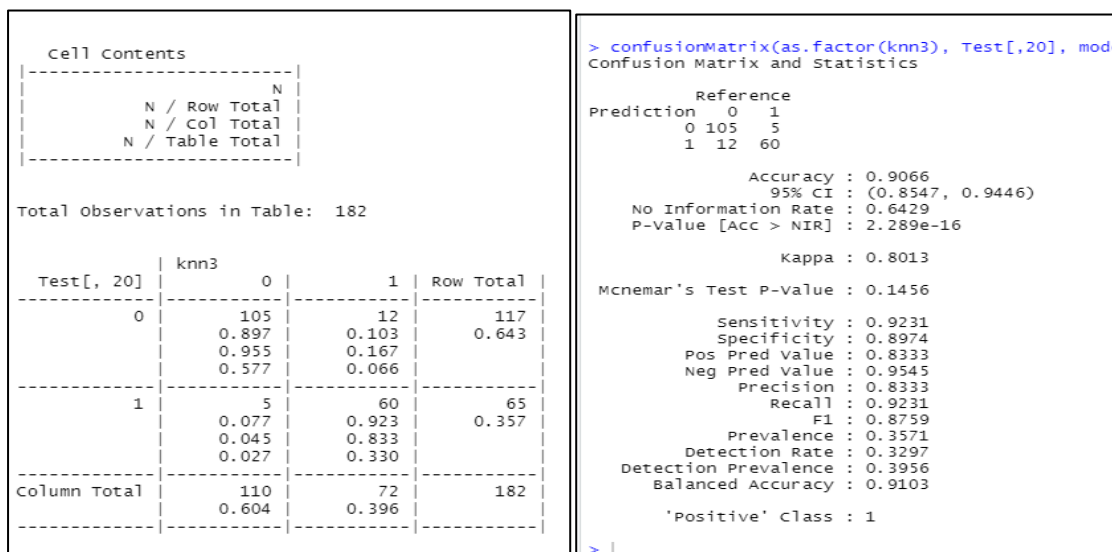 Cell Contents
|-------------------------|
| N |
| N / Row Total |
| N / Col Total |
| N / Table Total |
|-------------------------|
Total Observations in Table: 182
| knn3
Test[, 20] | 0 | 1 | Row Total |
-------------|-----------|-----------|-----------|
0 | 105 | 12 | 117 |
| 0.897 | 0.103 | 0.643 |
| 0.955 | 0.167 | |
| 0.577 | 0.066 | |
-------------|-----------|-----------|-----------|
1 | 5 | 60 | 65 |
| 0.077 | 0.923 | 0.357 |
| 0.045 | 0.833 | |
| 0.027 | 0.330 | |
-------------|-----------|-----------|-----------|
Column Total | 110 | 72 | 182 |
| 0.604 | 0.396 | |
-------------|-----------|-----------|-----------|
> confusionMatrix(as.factor(knn3), Test[,20],
Confusion Matrix and Statistics
Reference
Prediction 0 1
0 105 5
1 12 60
Accuracy : 0.9066
95% CI : (0.8547, 0.9446)
No Information Rate : 0.6429
P-Value [Acc > NIR] : 2.289e-16
Kappa : 0.8013
Mcnemar's Test P-Value : 0.1456
Sensitivity : 0.9231
Specificity : 0.8974
Pos Pred Value : 0.8333
Neg Pred Value : 0.9545
Precision : 0.8333
Recall : 0.9231
F1 : 0.8759
Prevalence : 0.3571
Detection Rate : 0.3297
Detection Prevalence : 0.3956
Balanced Accuracy : 0.9103
'Positive' Class : 1
> |